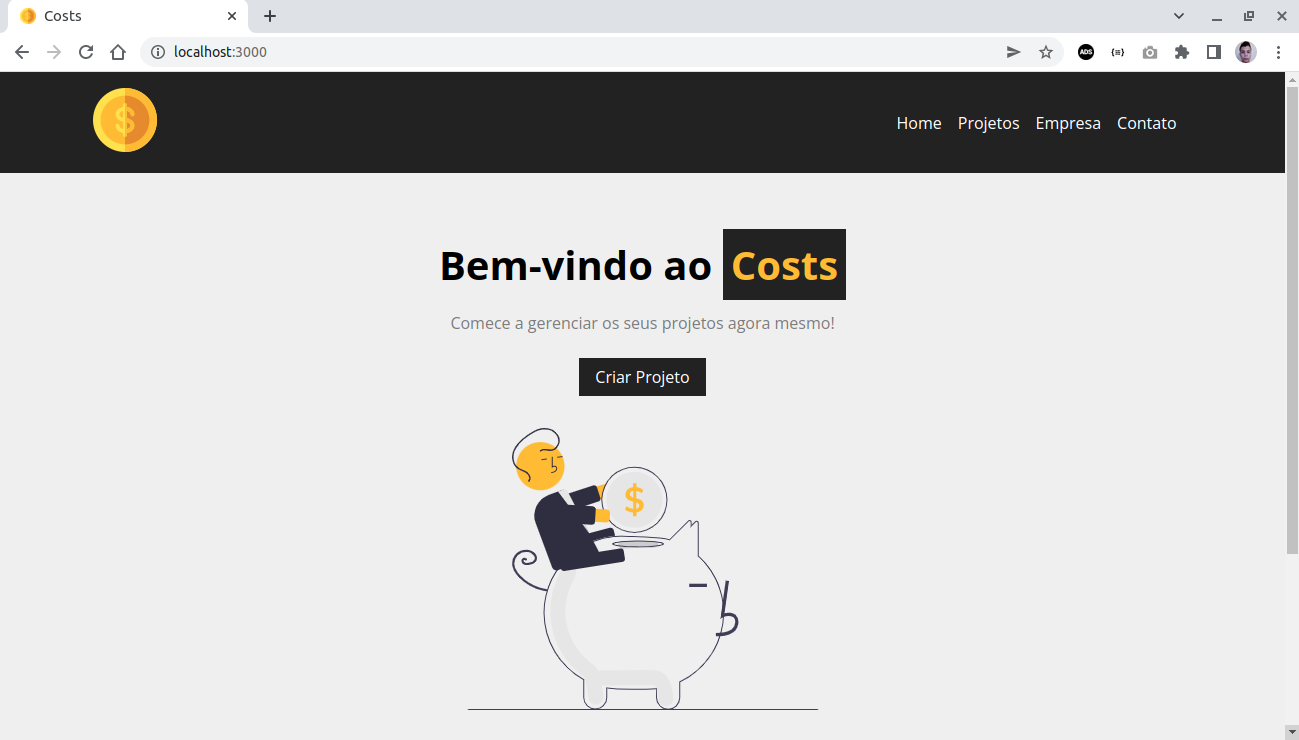 Costs
localhost:3000
ADS
$
Home Projetos Empresa Contato
Bem-vindo ao Costs
Comece a gerenciar os seus projetos agora mesmo!
Criar Projeto
$